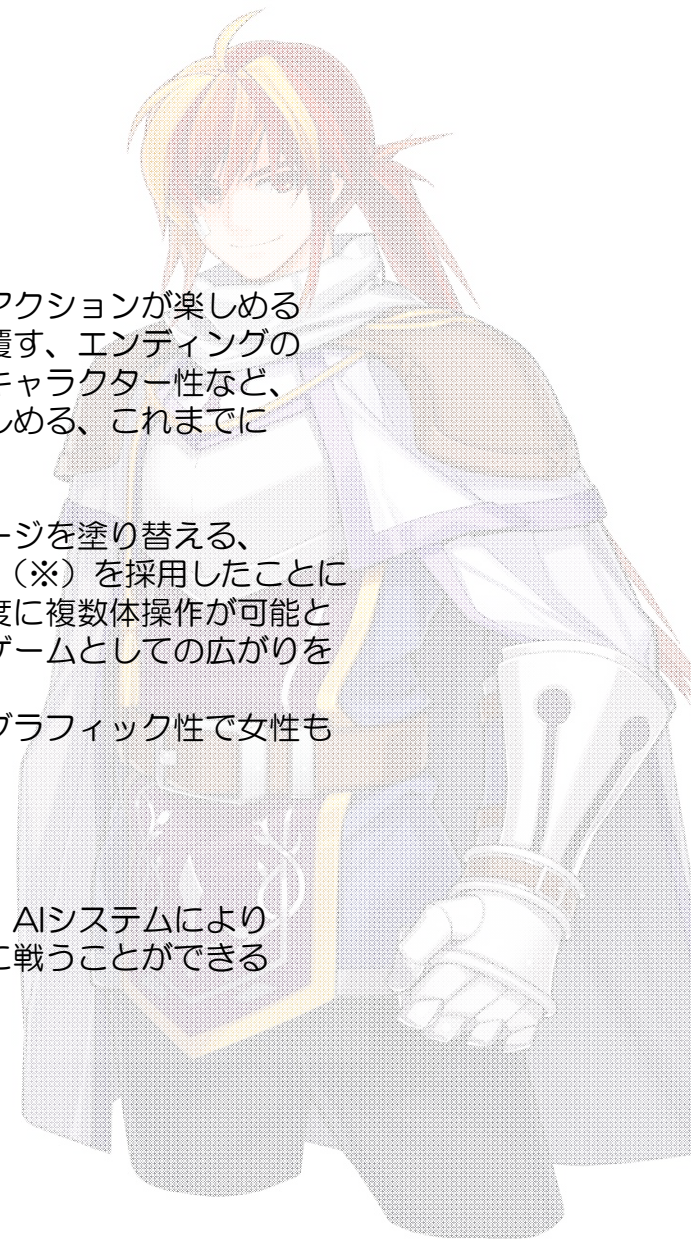 アクションが楽しめる
覆す、エンディングの
キャラクター性など、
しめる、これまでに
ージを塗り替える、
（※）を採用したことに
度に複数体操作が可能と
ゲームとしての広がりを
グラフィック性で女性も
AIシステムにより
に戦うことができる